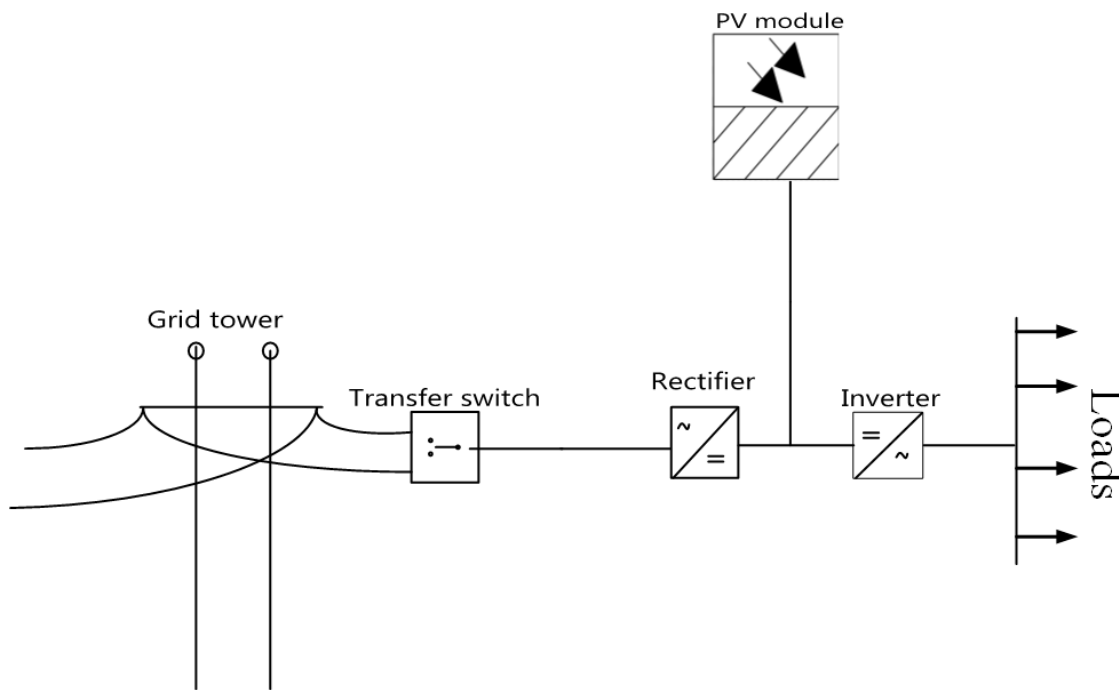 PV module
Grid tower
Transfer switch
Rectifier
Inverter
Loads